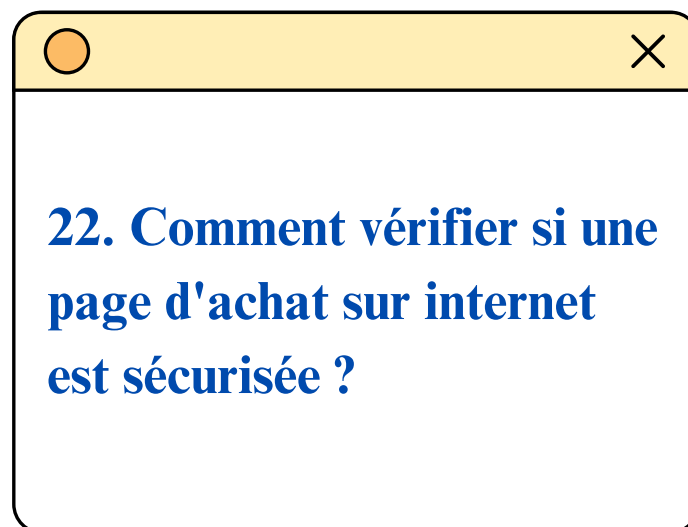 22. Comment vérifier si une
page d'achat sur internet
est sécurisée ?